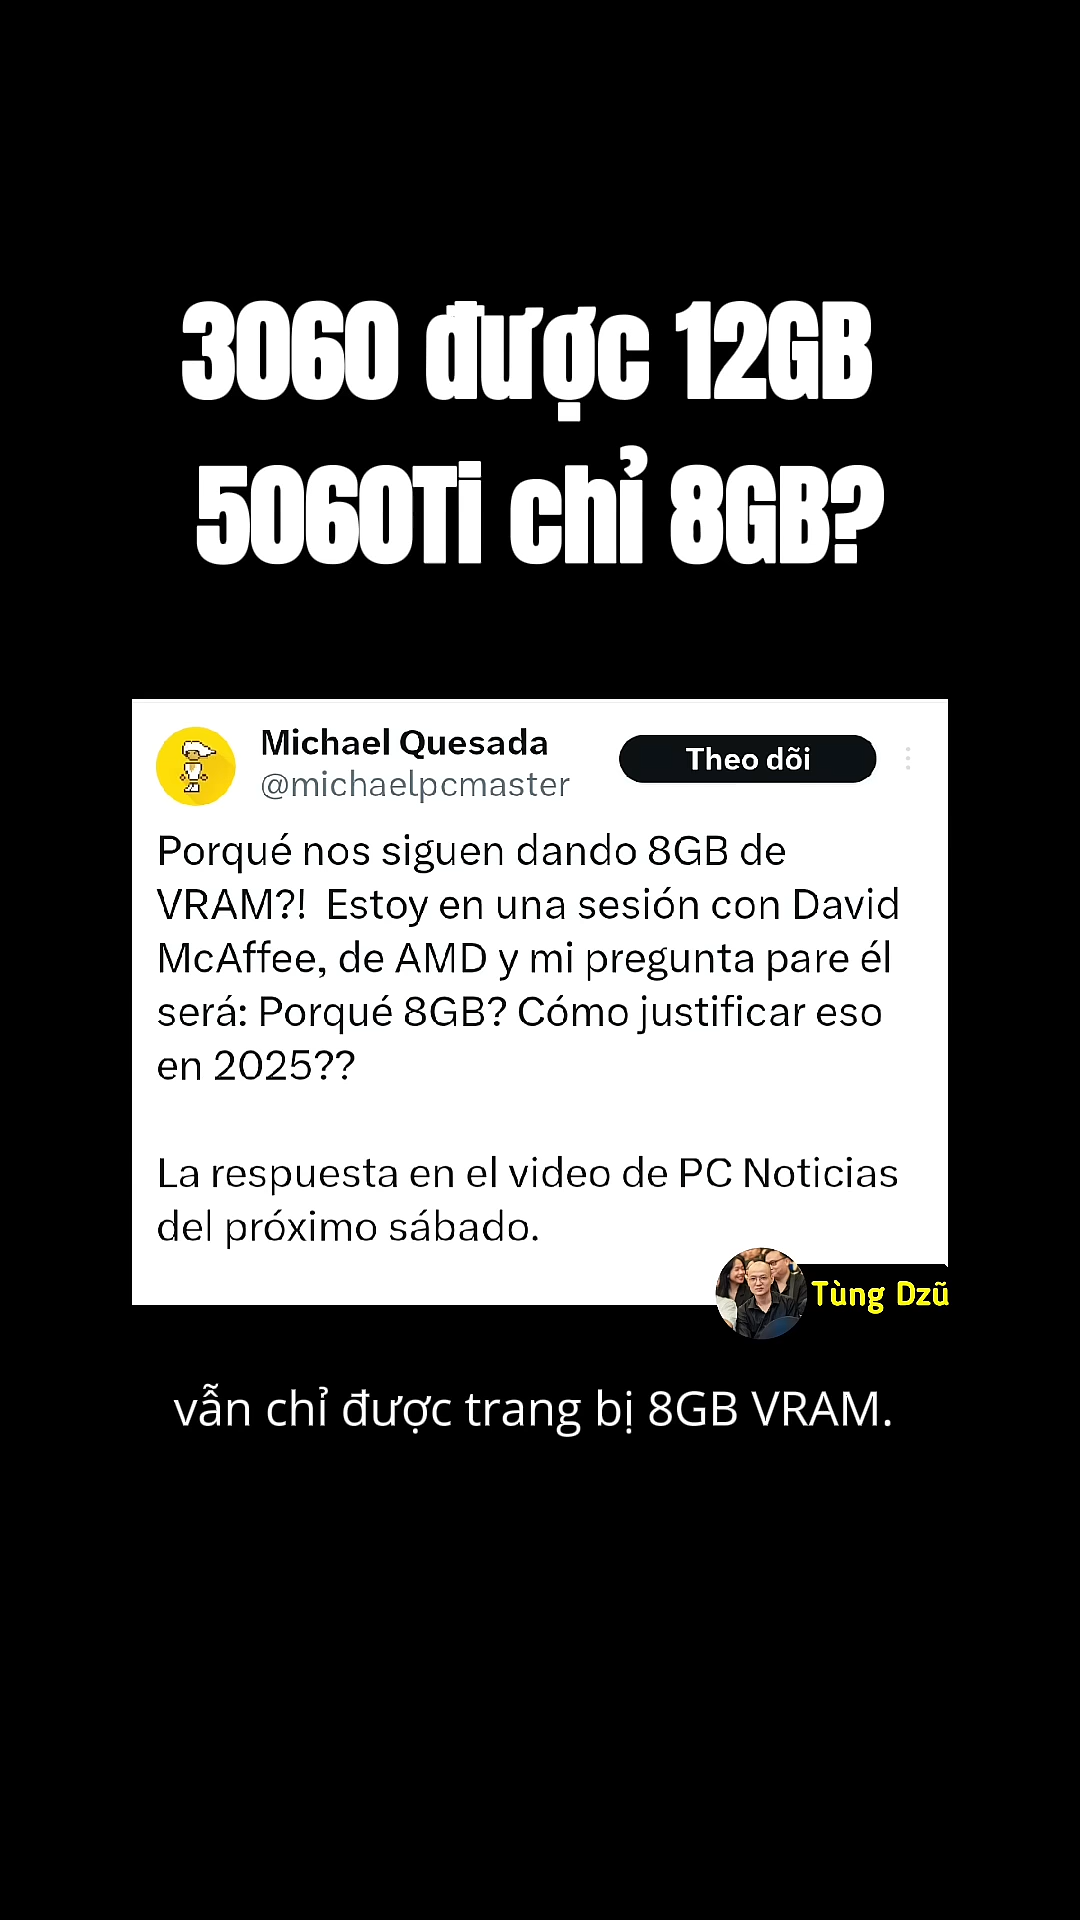 3060 được 12GB
5060Ti chỉ 8GB?
Michael Quesada
@michaelpcmaster
Theo dõi
Porqué nos siguen dando 8GB de
VRAM?! Estoy en una sesión con David
McAffee, de AMD y mi pregunta pare él
será: Porqué 8GB? Cómo justificar eso
en 2025??
La respuesta en el video de PC Noticias
del próximo sábado.
Tùng Dzũ
vẫn chỉ được trang bị 8GB VRAM.